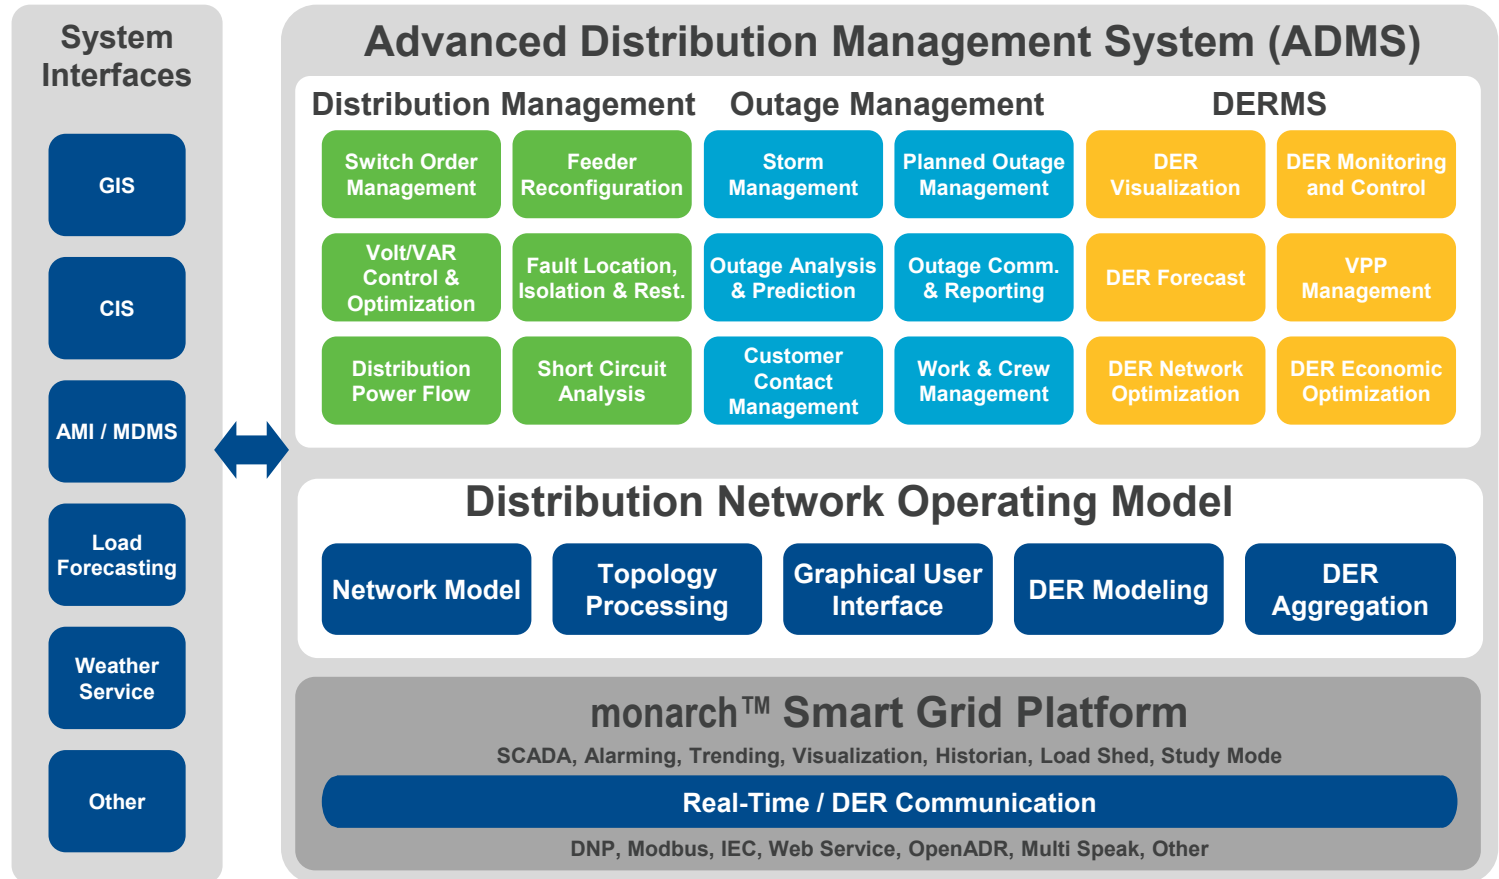 System
Interfaces
GIS
CIS
AMI / MDMS
Load
Forecasting
Weather
Service
Other
Advanced Distribution Management System (ADMS)
Distribution Management
Outage Management
DERMS
Switch Order
Management
Feeder
Reconfiguration
Storm
Management
Planned Outage
Management
DER
Visualization
DER Monitoring
and Control
Volt/VAR
Control &
Optimization
Fault Location,
Isolation & Rest.
Outage Analysis
& Prediction
Outage Comm.
& Reporting
DER Forecast
VPP
Management
Distribution
Power Flow
Short Circuit
Analysis
Customer
Contact
Management
Work & Crew
Management
DER Network
Optimization
DER Economic
Optimization
Distribution Network Operating Model
Network Model
Topology
Processing
Graphical User
Interface
DER Modeling
DER
Aggregation
monarch™ Smart Grid Platform
SCADA, Alarming, Trending, Visualization, Historian, Load Shed, Study Mode
Real-Time / DER Communication
DNP, Modbus, IEC, Web Service, OpenADR, Multi Speak, Other